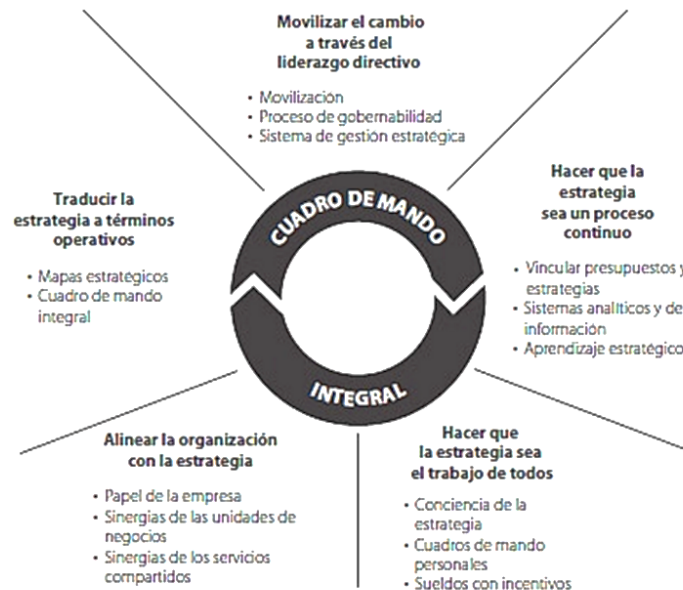 Movilizar el cambio
a través del
liderazgo directivo
• Movilización
• Proceso de gobernabilidad
• Sistema de gestión estratégica
Hacer que la
estrategia
sea un proceso
continuo
• Vincular presupuestos y
estrategias
• Sistemas analíticos y de
información
• Aprendizaje estratégico
Traducir la
estrategia a términos
operativos
• Mapas estratégicos
• Cuadro de mando
integral
CUADRO DE MANDO
INTEGRAL
Alinear la organización
con la estrategia
• Papel de la empresa
• Sinergias de las unidades de
negocios
• Sinergias de los servicios
compartidos
Hacer que
la estrategia sea
el trabajo de todos
• Conciencia de la
estrategia
• Cuadros de mando
personales
• Sueldos con incentivos